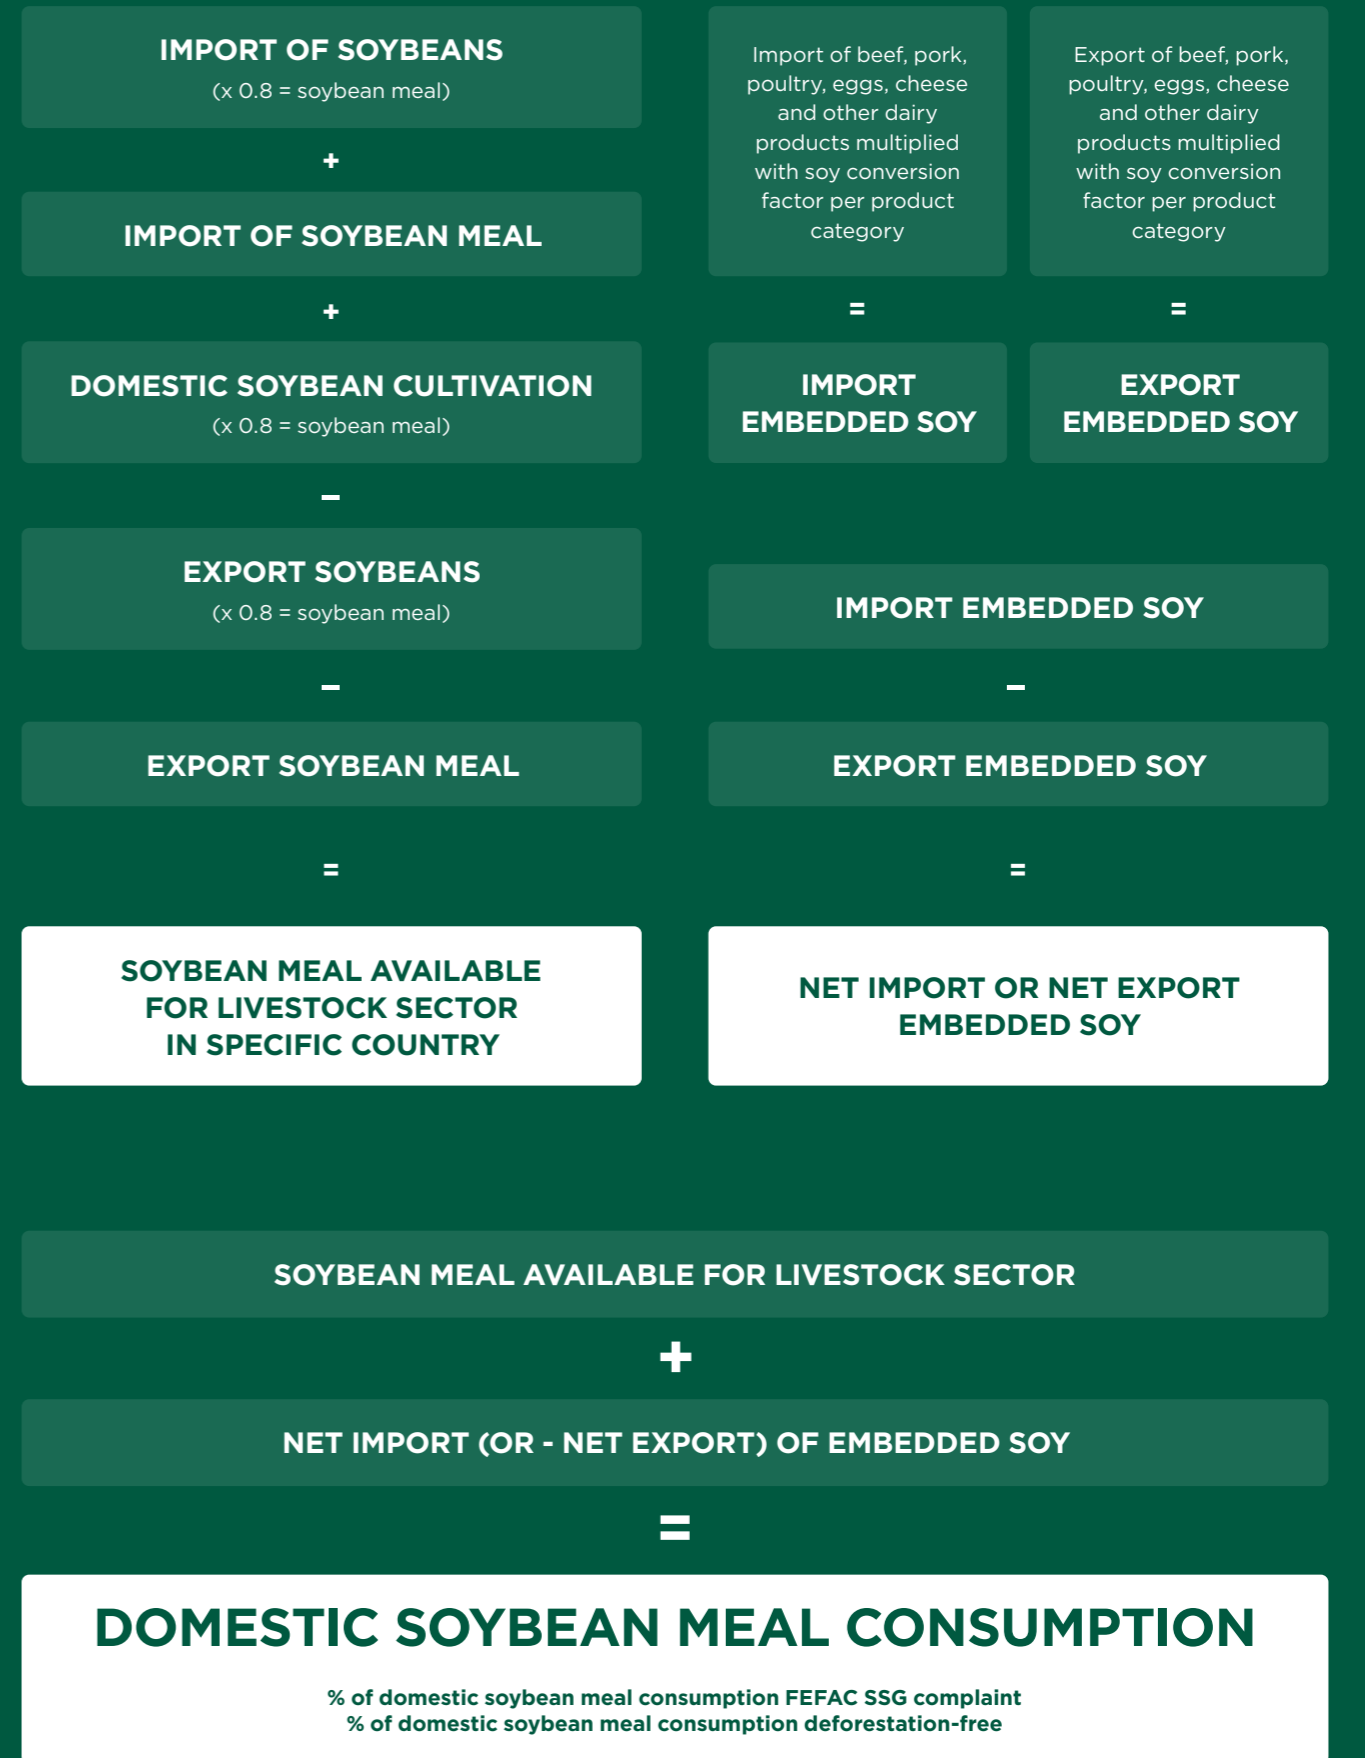 IMPORT OF SOYBEANS
(x 0.8 = soybean meal)
+
IMPORT OF SOYBEAN MEAL
+
DOMESTIC SOYBEAN CULTIVATION
(x 0.8 = soybean meal)
–
EXPORT SOYBEANS
(x 0.8 = soybean meal)
–
EXPORT SOYBEAN MEAL
=
SOYBEAN MEAL AVAILABLE
FOR LIVESTOCK SECTOR
IN SPECIFIC COUNTRY
Import of beef, pork,
poultry, eggs, cheese
and other dairy
products multiplied
with soy conversion
factor per product
category
=
IMPORT
EMBEDDED SOY
Export of beef, pork,
poultry, eggs, cheese
and other dairy
products multiplied
with soy conversion
factor per product
category
=
EXPORT
EMBEDDED SOY
IMPORT EMBEDDED SOY
–
EXPORT EMBEDDED SOY
=
NET IMPORT OR NET EXPORT
EMBEDDED SOY
SOYBEAN MEAL AVAILABLE FOR LIVESTOCK SECTOR
+
NET IMPORT (OR - NET EXPORT) OF EMBEDDED SOY
=
DOMESTIC SOYBEAN MEAL CONSUMPTION
% of domestic soybean meal consumption FEFAC SSG complaint
% of domestic soybean meal consumption deforestation-free